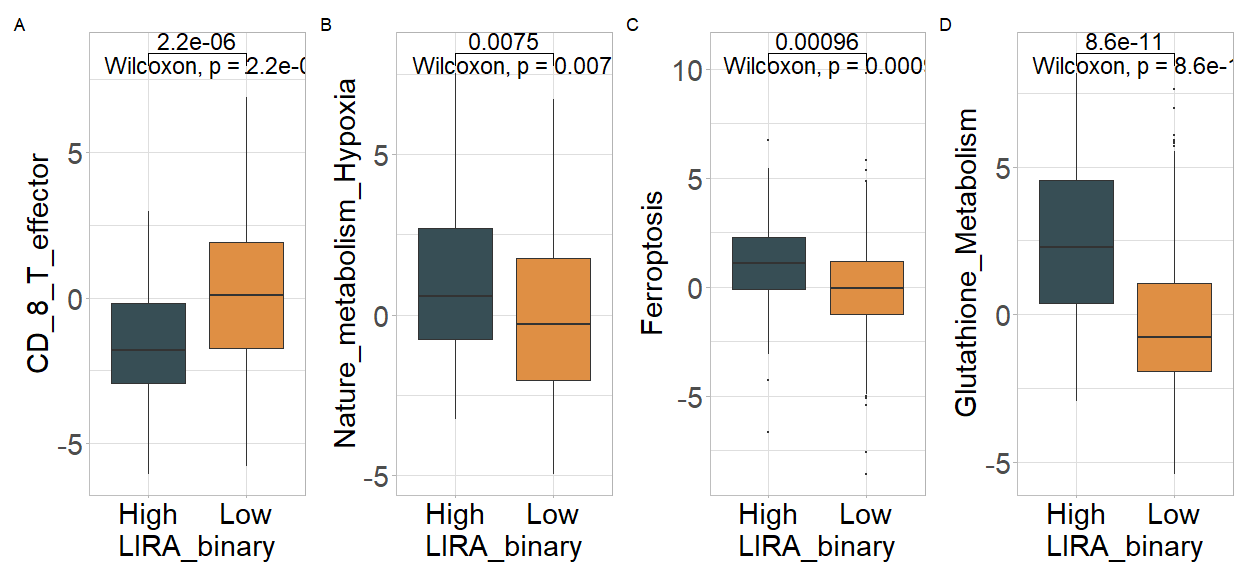 A
2.2e-06
Wilcoxon, p = 2.2e-0
CD_8_T_effector
5
0
-5
High Low
LIRA_binary
B
0.0075
Wilcoxon, p = 0.007
Nature_metabolism_Hypoxia
5
0
-5
High Low
LIRA_binary
C
0.00096
Wilcoxon, p = 0.0009
Ferroptosis
10
5
0
-5
High Low
LIRA_binary
D
8.6e-11
Wilcoxon, p = 8.6e-1
Glutathione_Metabolism
5
0
-5
High Low
LIRA_binary